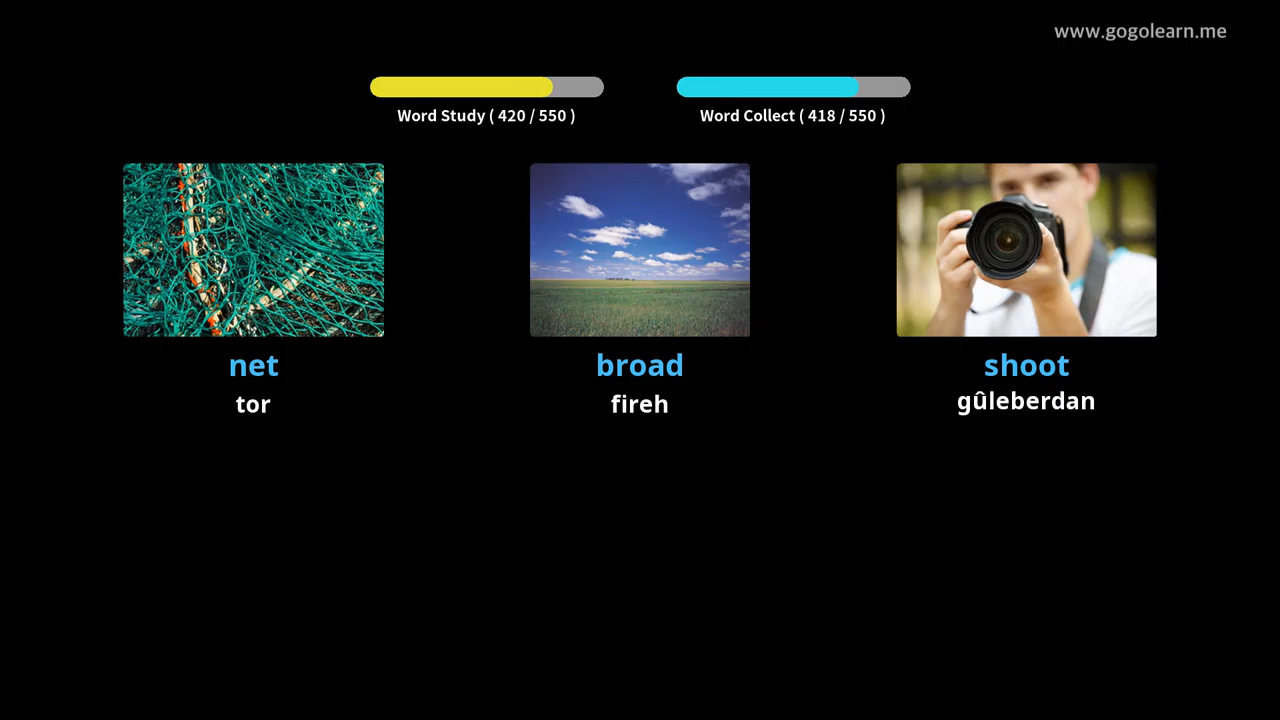 www.gogolearn.me
Word Study ( 420 / 550 )
Word Collect ( 418 / 550 )
net
broad
shoot
tor
fireh
gûleberdan